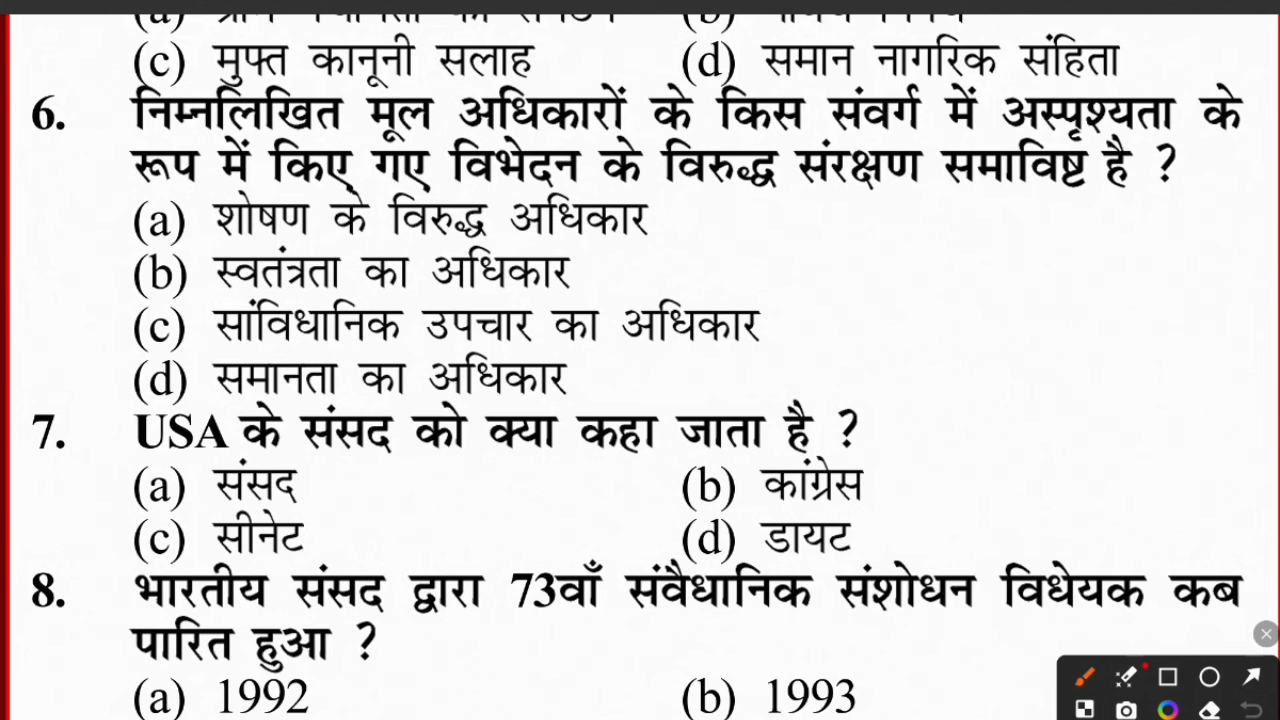 (c) मुफ्त कानूनी सलाह (d) समान नागरिक संहिता
6. निम्नलिखित मूल अधिकारों के किस संवर्ग में अस्पृश्यता के
रूप में किए गए विभेदन के विरुद्ध संरक्षण समाविष्ट है ?
(a) शोषण के विरुद्ध अधिकार
(b) स्वतंत्रता का अधिकार
(c) सांविधानिक उपचार का अधिकार
(d) समानता का अधिकार
7. USA के संसद को क्या कहा जाता है ?
(a) संसद (b) कांग्रेस
(c) सीनेट (d) डायट
8. भारतीय संसद द्वारा 73वाँ संवैधानिक संशोधन विधेयक कब
पारित हुआ ?
(a) 1992 (b) 1993